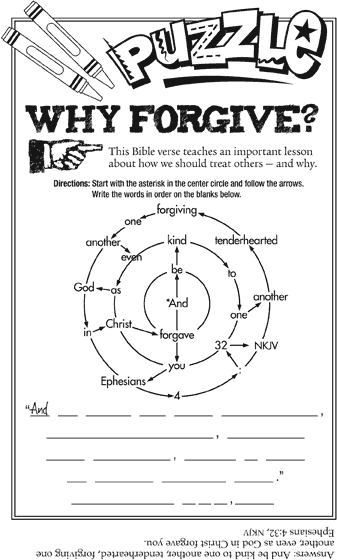 PUZZLE
WHY FORGIVE?
This Bible verse teaches an important lesson
about how we should treat others – and why.
Directions: Start with the asterisk in the center circle and follow the arrows.
Write the words in order on the blanks below.
forgiving
one
another
even
kind
tenderhearted
be
to
God
as
*And
another
one
in
Christ
forgave
32
NKJV
you
:
Ephesians
4
"And
,
,
,
."
,
Answers: And be kind to one another, tenderhearted, forgiving one
another, even as God in Christ forgave you.
Ephesians 4:32, NKJV